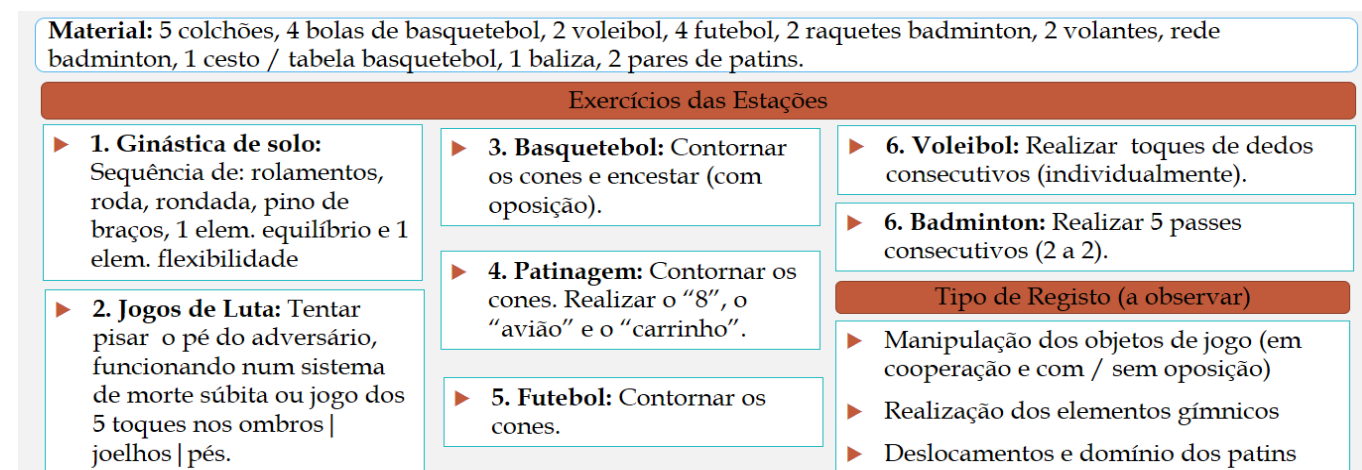 Material: 5 colchões, 4 bolas de basquetebol, 2 voleibol, 4 futebol, 2 raquetes badminton, 2 volantes, rede
badminton, 1 cesto / tabela basquetebol, 1 baliza, 2 pares de patins.
Exercícios das Estações
1. Ginástica de solo:
Sequência de: rolamentos,
roda, rondada, pino de
braços, 1 elem. equilíbrio e 1
elem. flexibilidade
2. Jogos de Luta: Tentar
pisar o pé do adversário,
funcionando num sistema
de morte súbita ou jogo dos
5 toques nos ombros|
joelhos|pés.
3. Basquetebol: Contornar
os cones e encestar (com
oposição).
4. Patinagem: Contornar os
cones. Realizar o "8", o
"avião" e o "carrinho".
5. Futebol: Contornar os
cones.
6. Voleibol: Realizar toques de dedos
consecutivos (individualmente).
6. Badminton: Realizar 5 passes
consecutivos (2 a 2).
Tipo de Registo (a observar)
Manipulação dos objetos de jogo (em
cooperação e com / sem oposição)
Realização dos elementos gímnicos
Deslocamentos e domínio dos patins